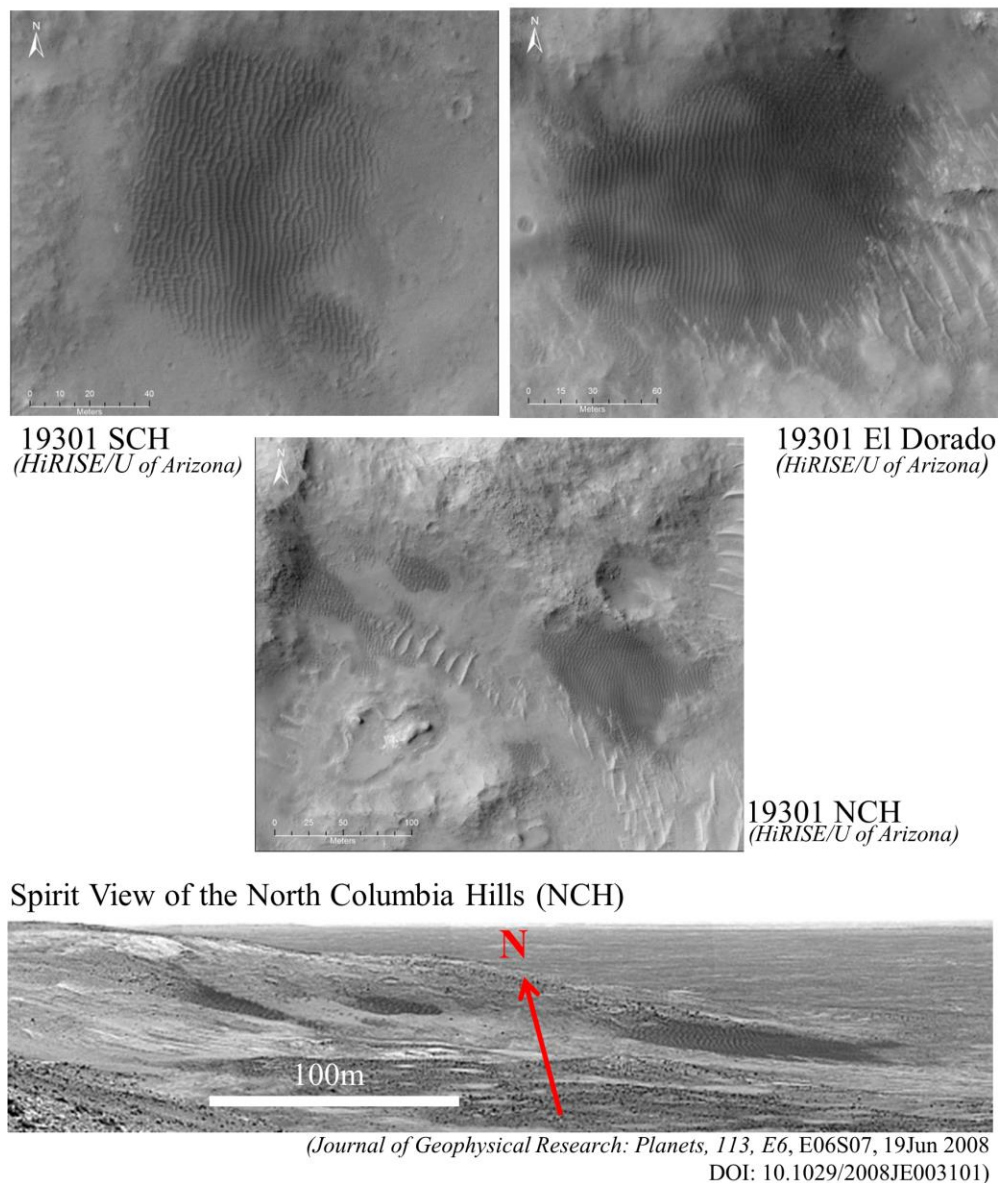 N
0 10 20 40
Meters
19301 SCH
(HiRISE/U of Arizona)
N
0 15 30 60
Meters
19301 El Dorado
(HiRISE/U of Arizona)
N
0 25 50 100
Meters
19301 NCH
(HiRISE/U of Arizona)
Spirit View of the North Columbia Hills (NCH)
N
100m
(Journal of Geophysical Research: Planets, 113, E6, E06S07, 19Jun 2008
DOI: 10.1029/2008JE003101)